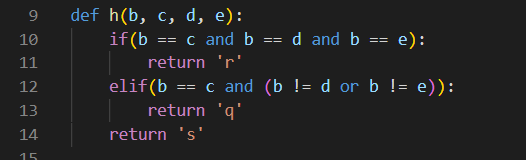 9 def h(b, c, d, e):
10 if(b == c and b == d and b == e):
11 return 'r'
12 elif(b == c and (b != d or b != e)):
13 return 'q'
14 return 's'
15